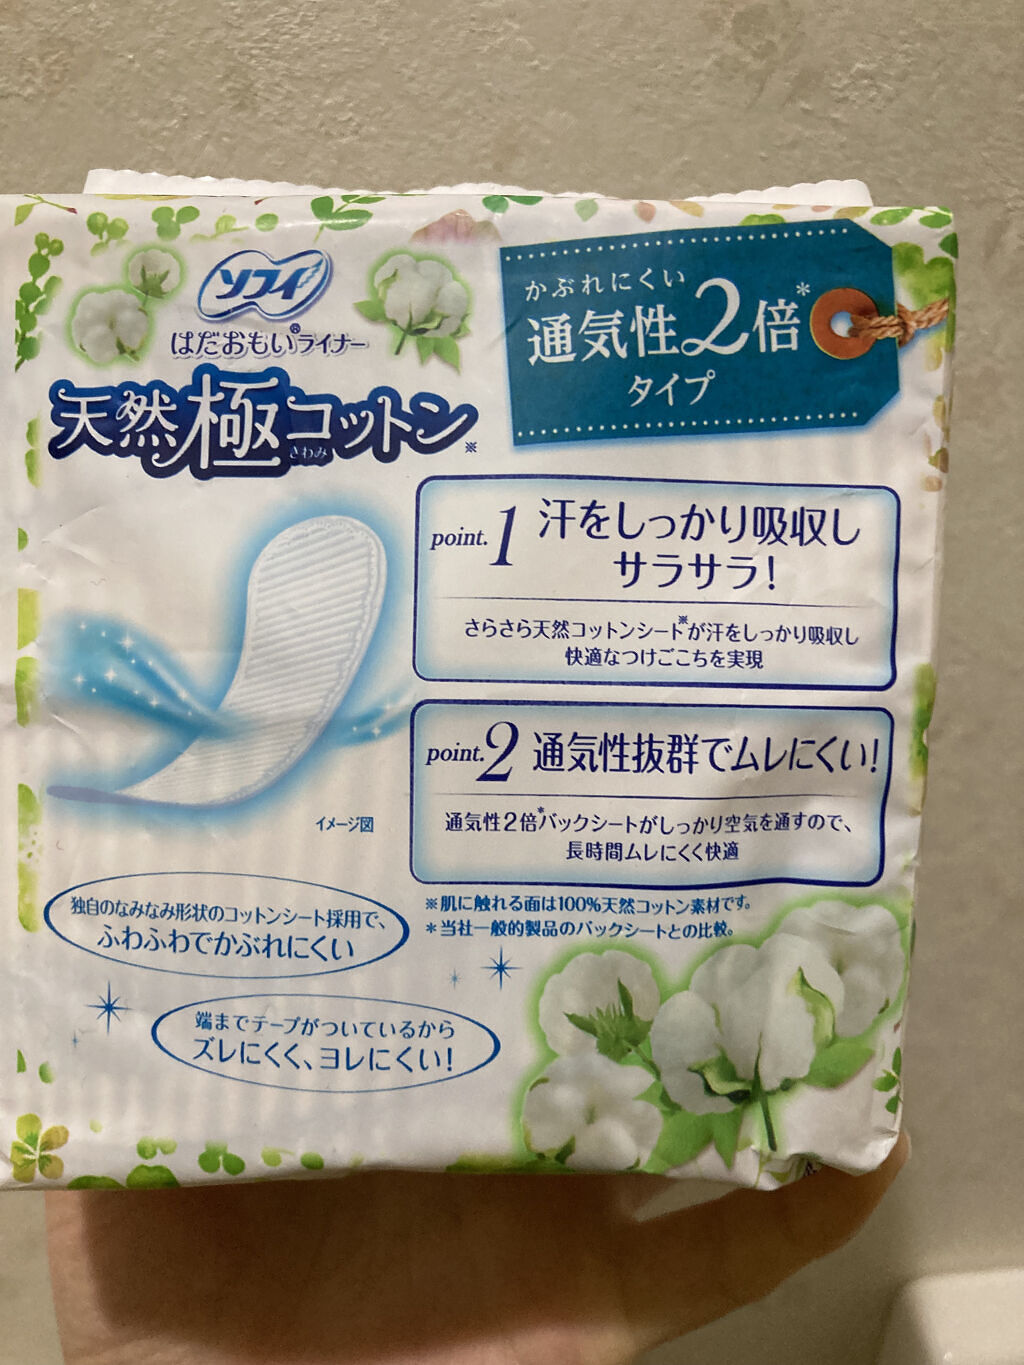 ソフィ
はだおもい®ライナー
天然極コットン※
きわみ
かぶれにくい
通気性2倍*
タイプ
point.1 汗をしっかり吸収し
サラサラ!
さらさら天然コットンシート※が汗をしっかり吸収し
快適なつけごこちを実現
point.2 通気性抜群でムレにくい!
通気性2倍*バックシートがしっかり空気を通すので、
長時間ムレにくく快適
イメージ図
※肌に触れる面は100%天然コットン素材です。
*当社一般的製品のバックシートとの比較。
独自のなみなみ形状のコットンシート採用で、
ふわふわでかぶれにくい
端までテープがついているから
ズレにくく、ヨレにくい!